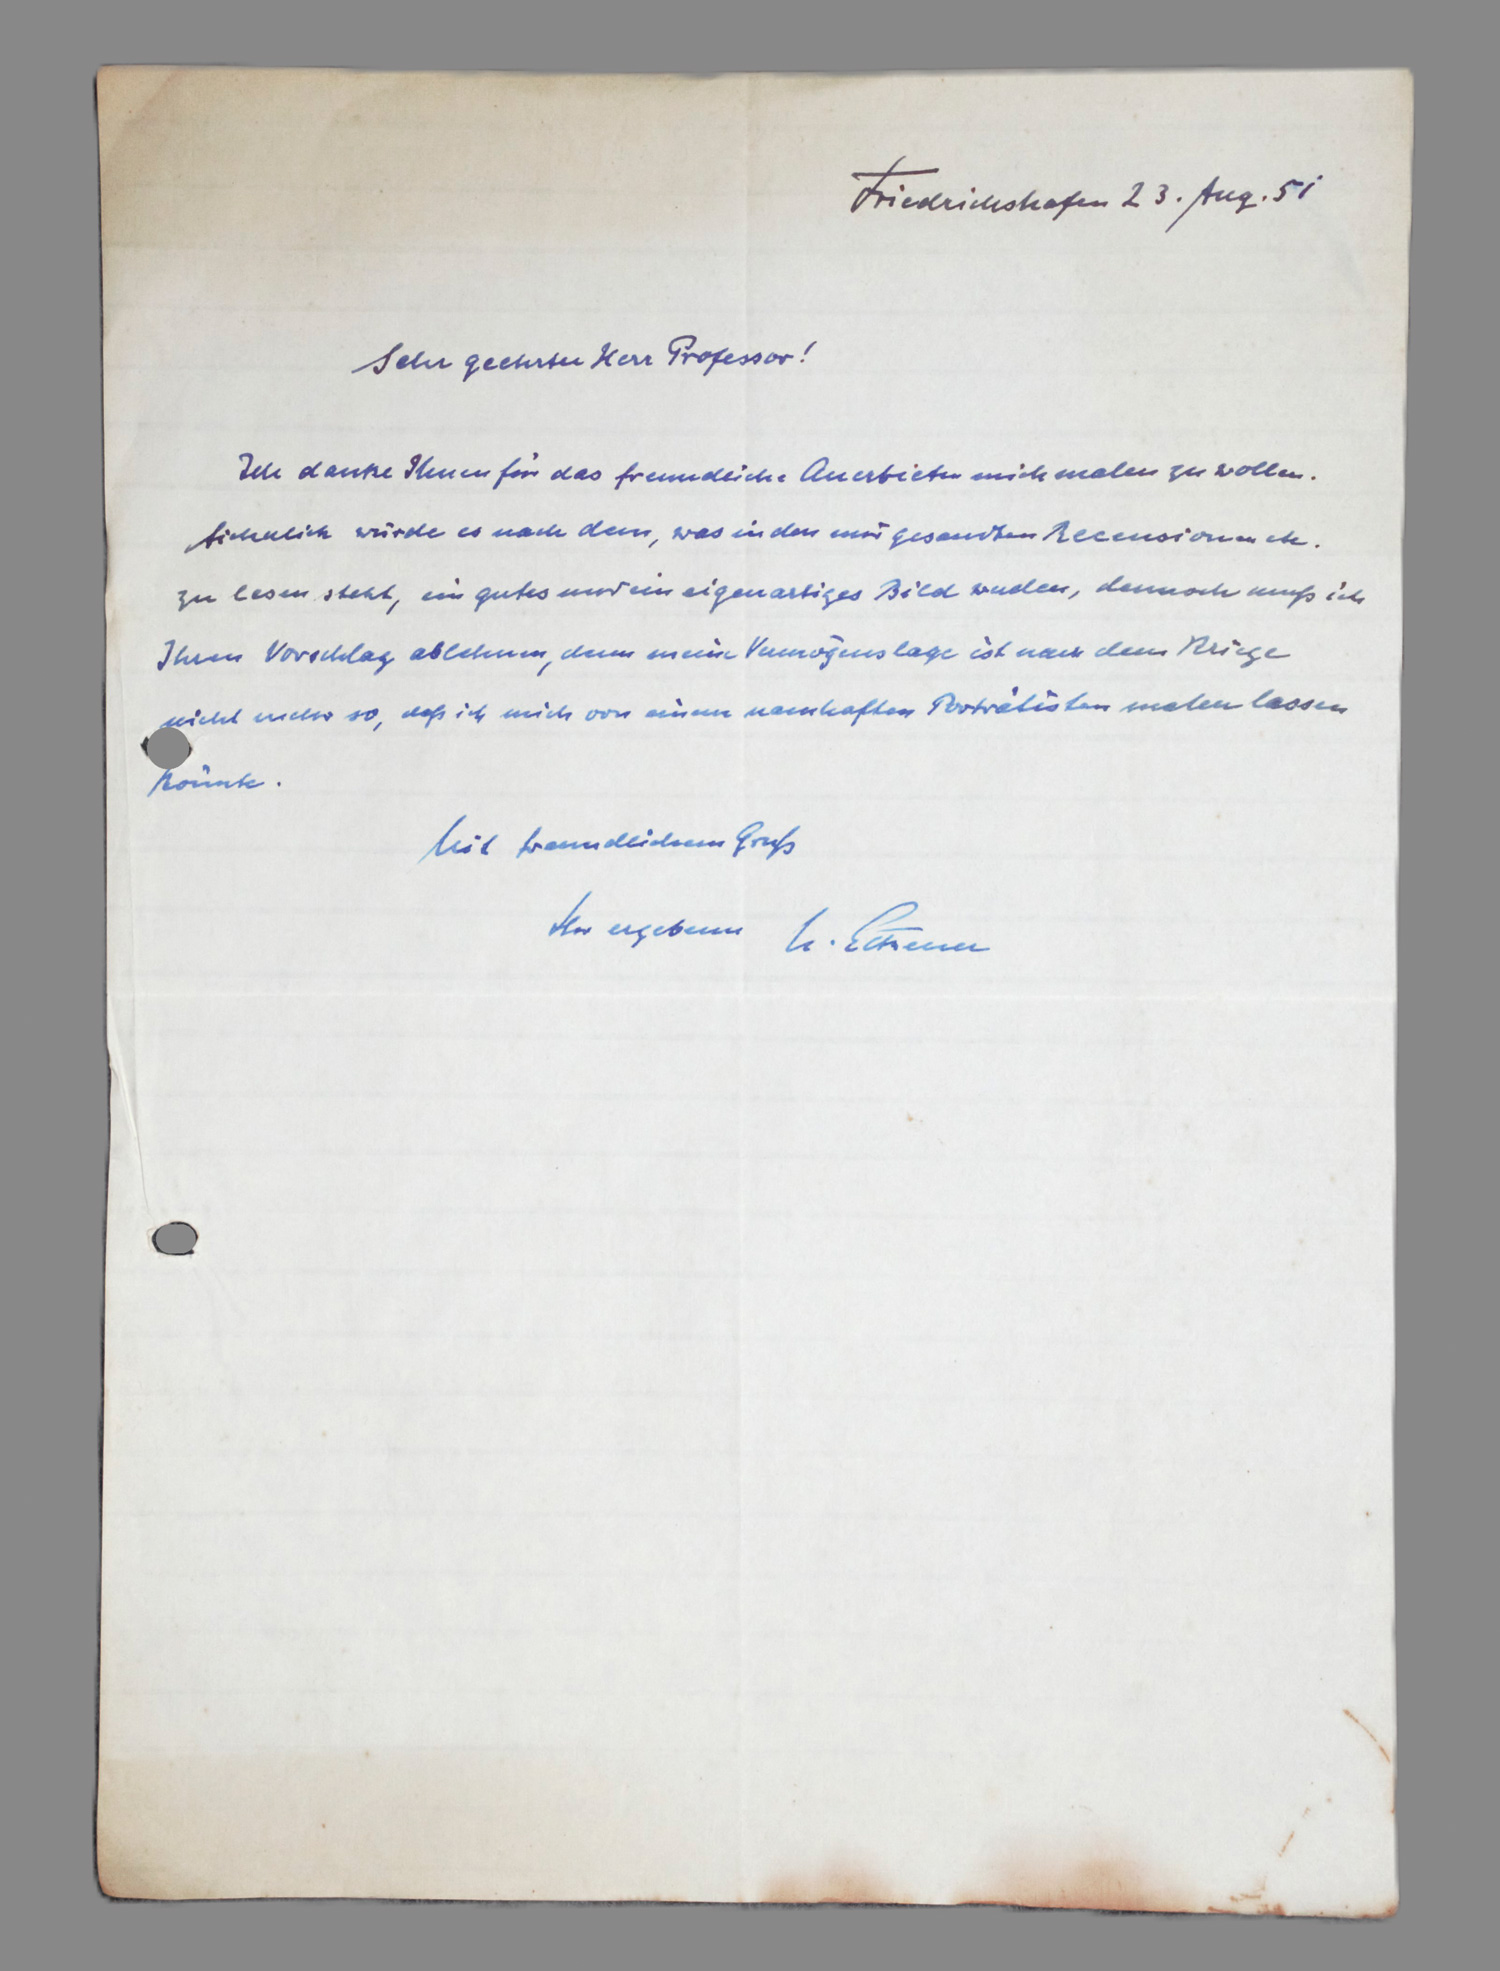 Friedrichshafen 23. Aug. 51
Sehr geehrter Herr Professor!
Ich danke Ihnen für das freundliche Anerbieten mich malen zu wollen.
Sicherlich würde es nach dem, was in den mir gesandten Recensionen etc.
zu lesen steht, ein gutes und ein eigenartiges Bild werden, dennoch muß ich
Ihren Vorschlag ablehnen, denn meine Vermögenslage ist nach dem Kriege
nicht mehr so, daß ich mich von einem namhaften Porträtisten malen lassen
könnte.
Mit freundlichem Gruß
Ihr ergebener H. Eckener